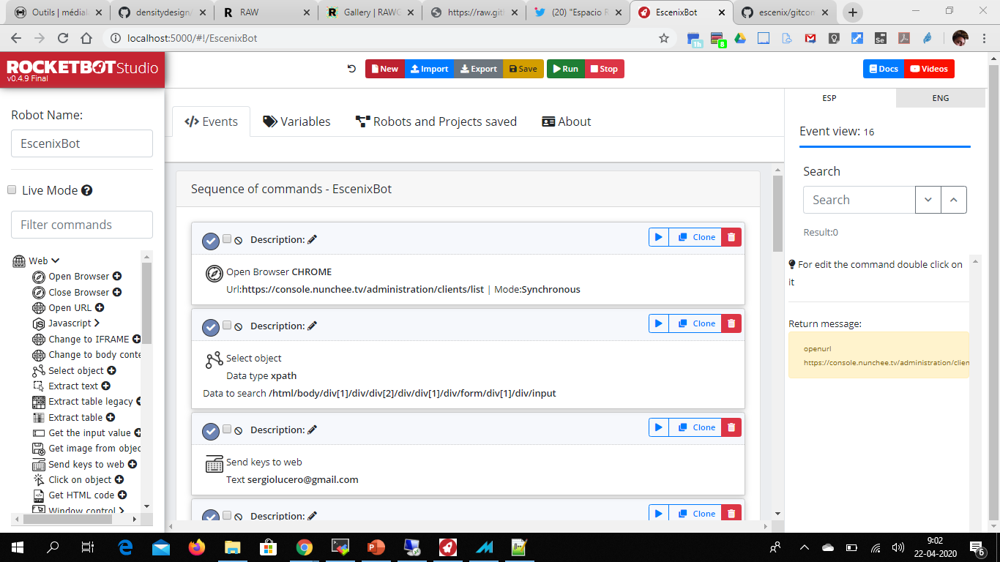 Outils | médial
densitydesign/
RAW
Gallery | RAWG
https://raw.git
(20) "Espacio R
EscenixBot
escenix/gitcon
localhost:5000/#!/EscenixBot
1h
8
Se
ROCKETBOT Studio
v0.4.9 Final
New
Import
Export
Save
Run
Stop
Docs
Videos
Robot Name:
EscenixBot
Live Mode
Filter commands
Web
Open Browser
Close Browser
Open URL
Javascript
Change to IFRAME
Change to body conte
Select object
Extract text
Extract table legacy
Extract table
Get the input value
Get image from objec
Send keys to web
Click on object
Get HTML code
Window control
Events
Variables
Robots and Projects saved
About
Sequence of commands - EscenixBot
Description:
Clone
Open Browser CHROME
Url:https://console.nunchee.tv/administration/clients/list | Mode:Synchronous
Description:
Clone
Select object
Data type xpath
Data to search /html/body/div[1]/div/div[2]/div/div[1]/div/form/div[1]/div/input
Description:
Clone
Send keys to web
Text sergiolucero@gmail.com
Description:
Clone
ESP
ENG
Event view: 16
Search
Search
Result:0
For edit the command double click on
it
Return message:
openurl
https://console.nunchee.tv/administration/clien
9:02
22-04-2020
6